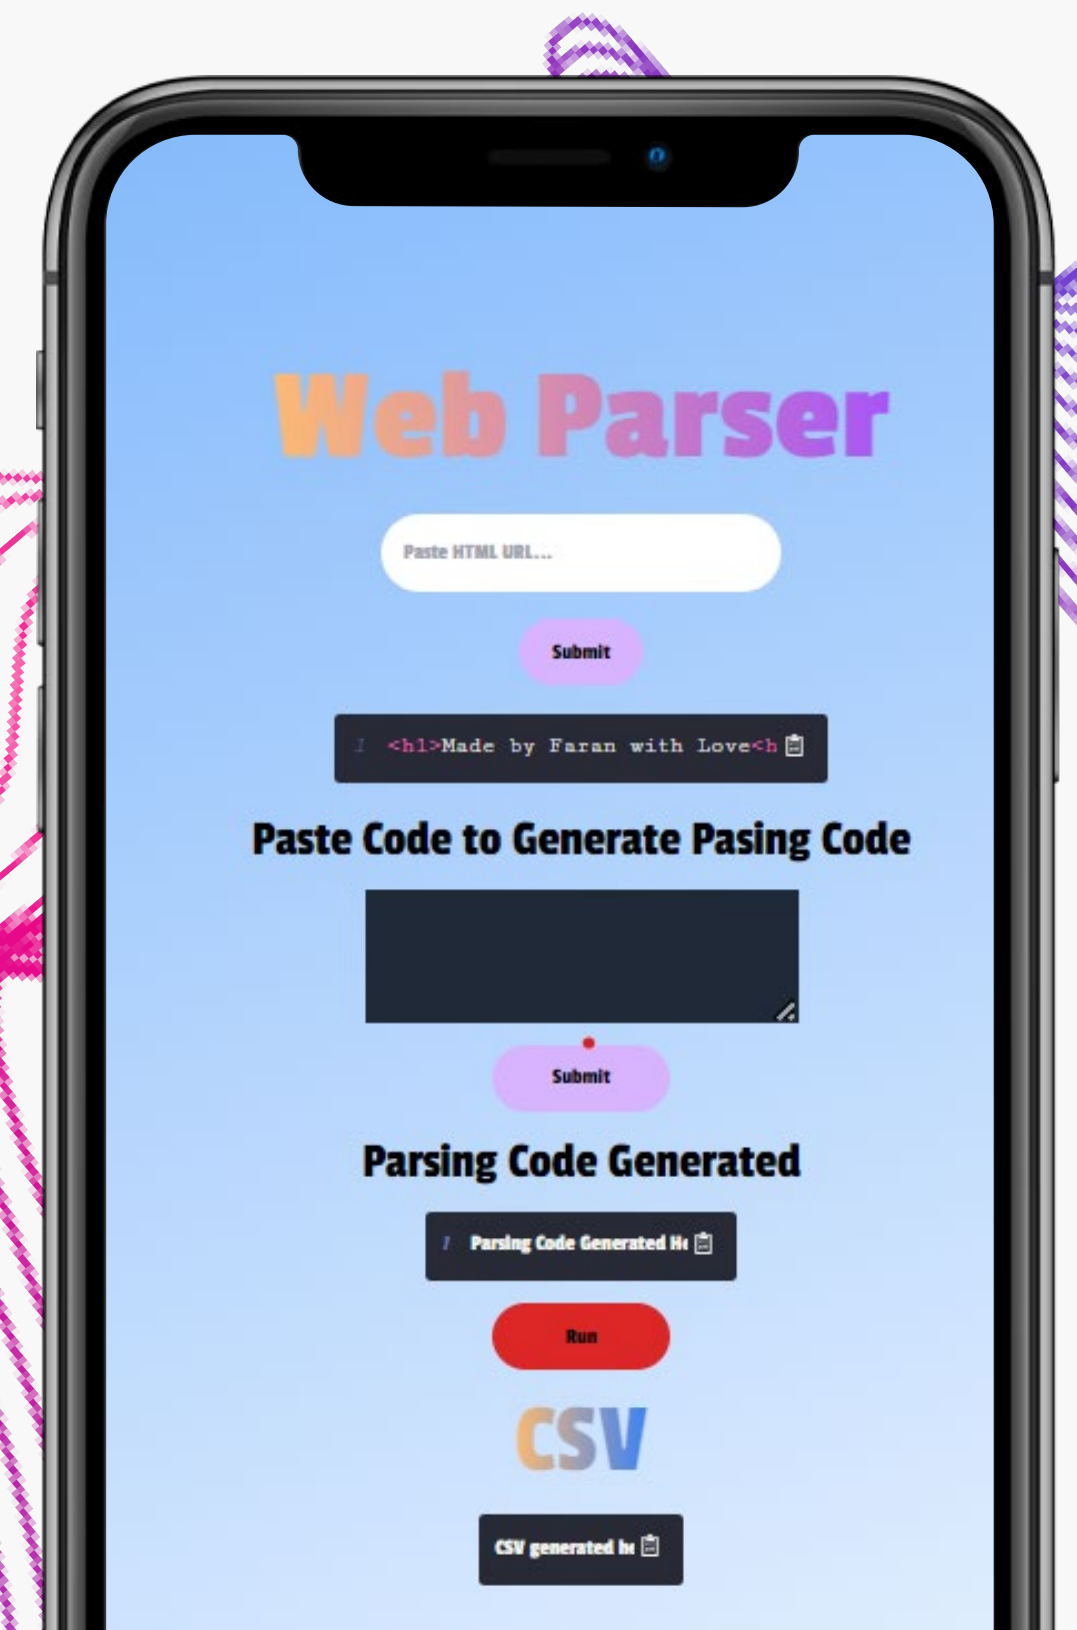 Web Parser
Paste HTML URL...
Submit
1 <h1>Made by Faran with Love<h
Paste Code to Generate Pasing Code
Submit
Parsing Code Generated
1 Parsing Code Generated He
Run
CSV
CSV generated he